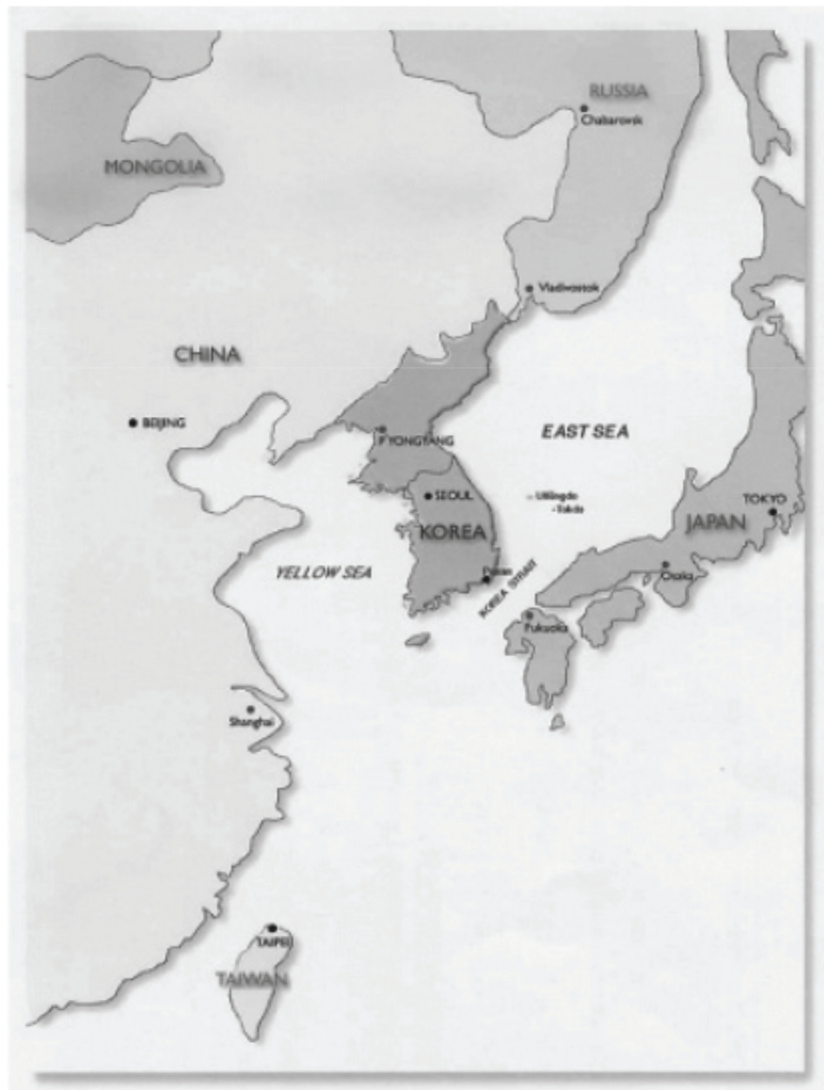 RUSSIA
Chabarovsk
MONGOLIA
Vladivostok
CHINA
BEIJING
EAST SEA
P'YONGYANG
SEOUL
Ullŭngdo
Tokdo
TOKYO
KOREA
JAPAN
YELLOW SEA
Pusan
KOREA STRAIT
Osaka
Fukuoka
Shanghai
TAIPEI
TAIWAN